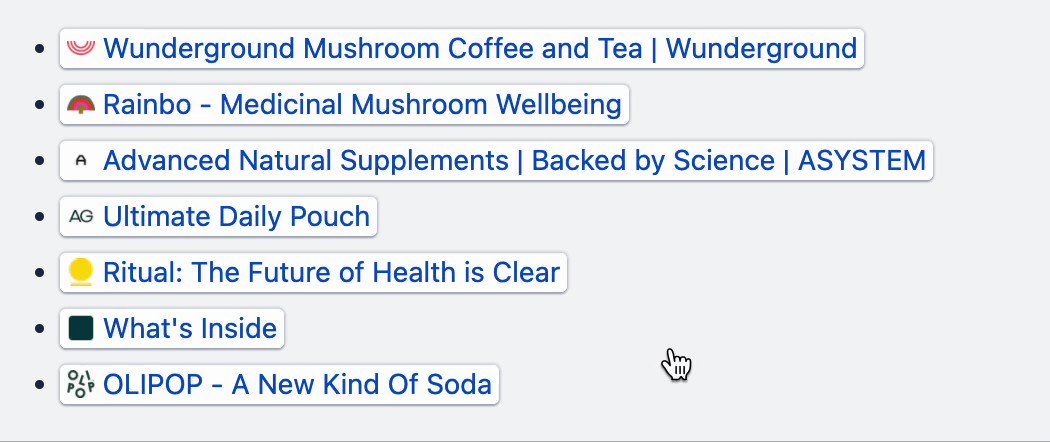 Wunderground Mushroom Coffee and Tea | Wunderground
Rainbo - Medicinal Mushroom Wellbeing
A Advanced Natural Supplements | Backed by Science | ASYSTEM
AG Ultimate Daily Pouch
Ritual: The Future of Health is Clear
What's Inside
OLIPOP OLIPOP - A New Kind Of Soda